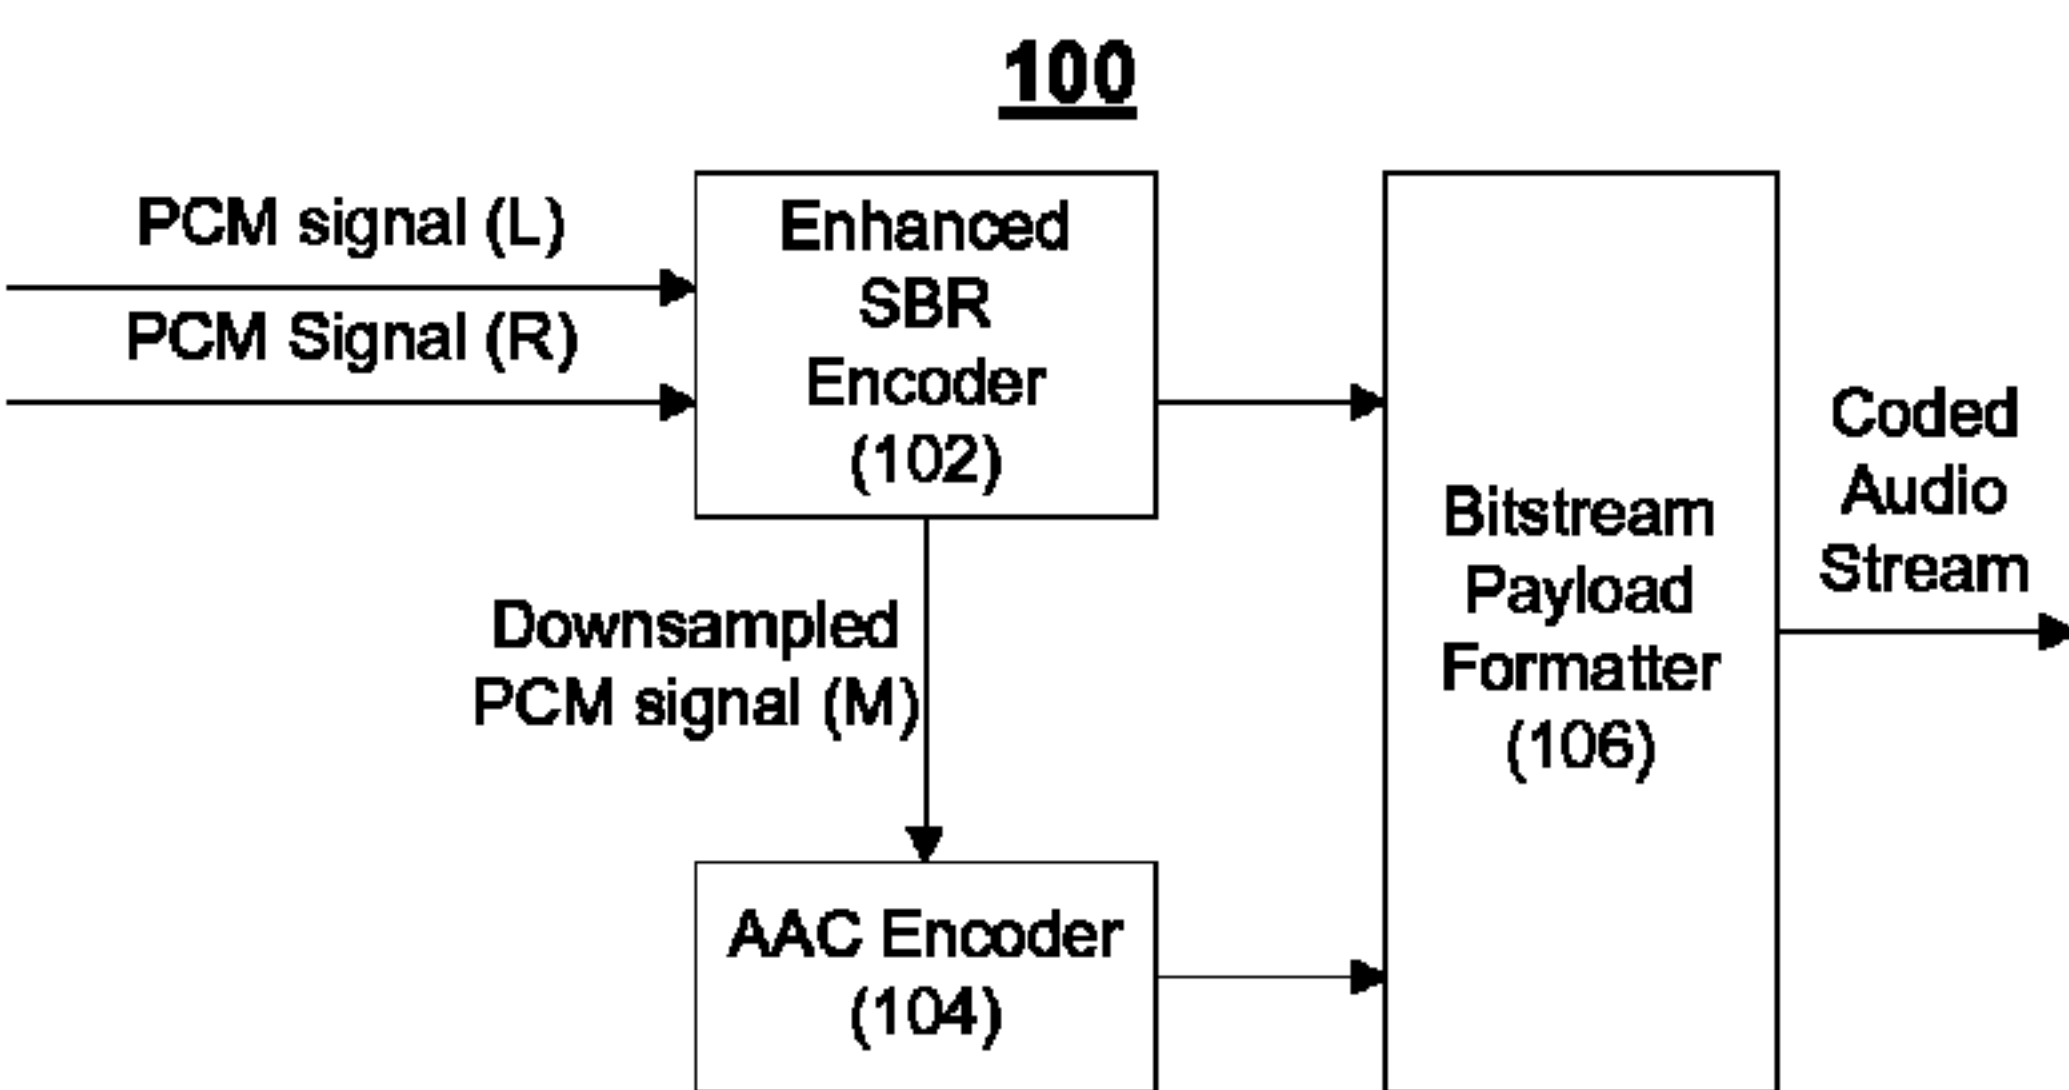 100
PCM signal (L)
PCM Signal (R)
Enhanced
SBR
Encoder
(102)
Downsampled
PCM signal (M)
AAC Encoder
(104)
Bitstream
Payload
Formatter
(106)
Coded
Audio
Stream